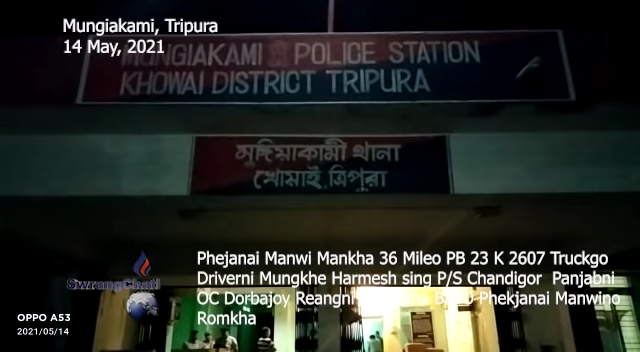 Mungiakami, Tripura
14 May, 2021
MUNGIAKAMI POLICE STATION
KHOWAI DISTRICT TRIPURA
মুঙ্গিয়াকামী থানা
খোয়াই, ত্রিপুরা
Phejanai Manwi Mankha 36 Mileo PB 23 K 2607 Truckgo
Driverni Mungkhe Harmesh sing P/S Chandigor Panjabni
OC Dorbajoy Reangni Phekjanai Manwino
Romkha
SwrangChati
OPPO A53
2021/05/14